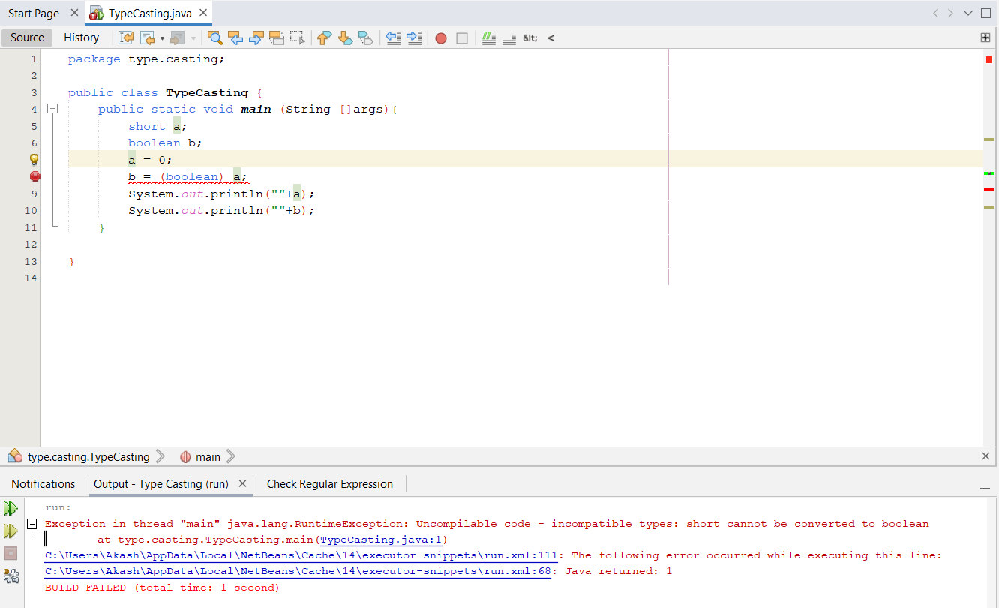 Start Page
TypeCasting.java
Source
History
&lt;
<
1 package type.casting;
2
3 public class TypeCasting {
4 public static void main (String []args){
5 short a;
6 boolean b;
a = 0;
b = (boolean) a;
9 System.out.println(""+a);
10 System.out.println(""+b);
11 }
12
13 }
14
type.casting.TypeCasting
main
Notifications
Output - Type Casting (run)
Check Regular Expression
run:
Exception in thread "main" java.lang.RuntimeException: Uncompilable code - incompatible types: short cannot be converted to boolean
at type.casting.TypeCasting.main(TypeCasting.java:1)
C:\Users\Akash\AppData\Local\NetBeans\Cache\14\executor-snippets\run.xml:111: The following error occurred while executing this line:
C:\Users\Akash\AppData\Local\NetBeans\Cache\14\executor-snippets\run.xml:68: Java returned: 1
BUILD FAILED (total time: 1 second)